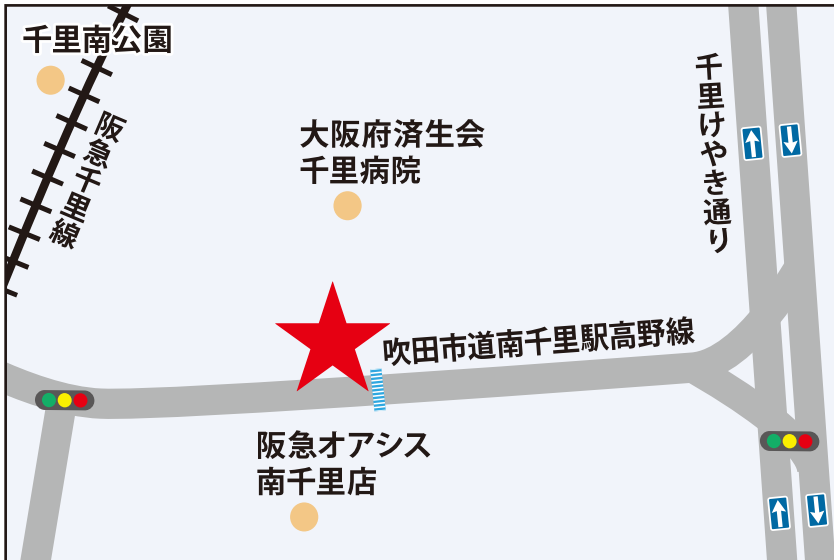 千里南公園
阪急千里線
大阪府済生会
千里病院
千里けやき通り
吹田市道南千里駅高野線
阪急オアシス
南千里店